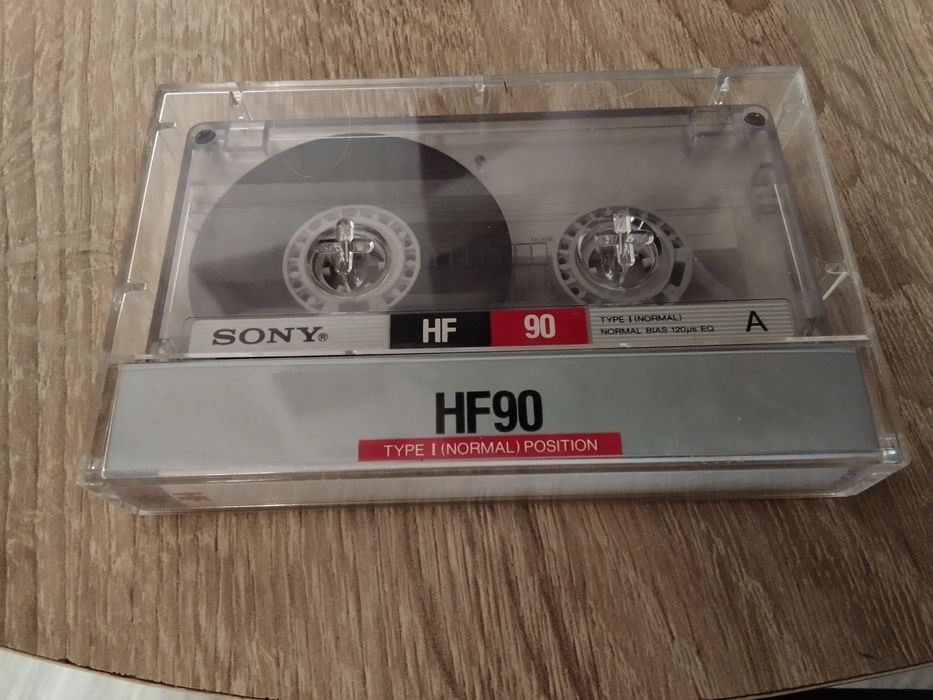 SONY®
HF 90
TYPE I (NORMAL)
NORMAL BIAS 120µs EQ
A
HF90
TYPE I (NORMAL) POSITION